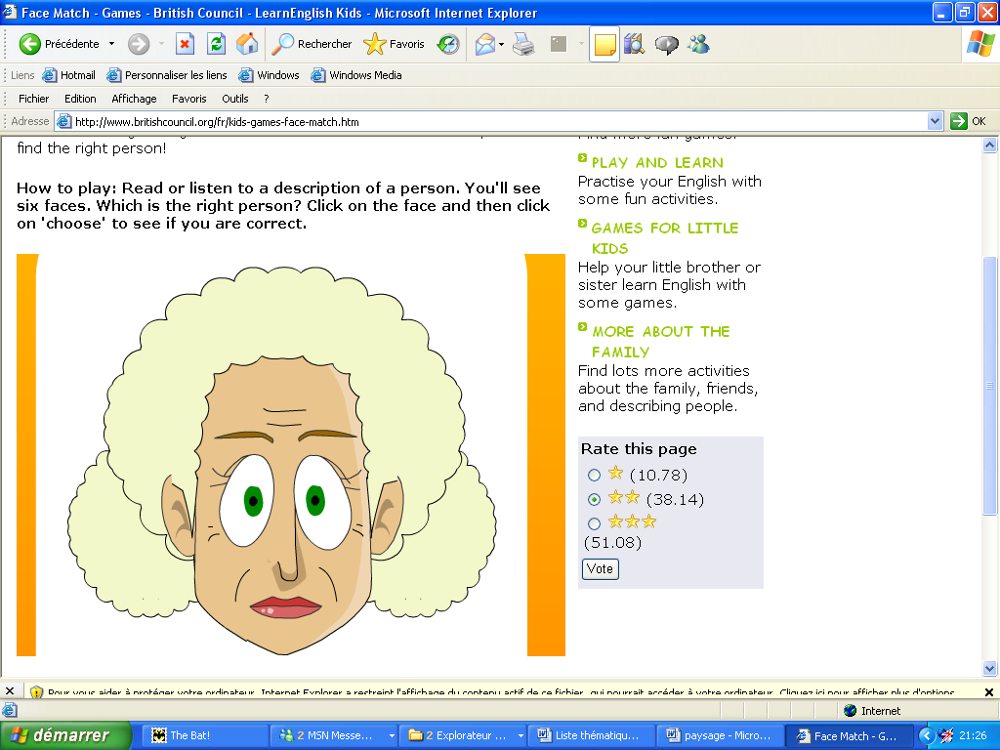 Face Match - Games - British Council - LearnEnglish Kids - Microsoft Internet Explorer
Précédente Rechercher Favoris
Liens Hotmail Personnaliser les liens Windows Windows Media
Fichier Edition Affichage Favoris Outils ?
Adresse http://www.britishcouncil.org/fr/kids-games-face-match.htm OK
find the right person!
How to play: Read or listen to a description of a person. You'll see
six faces. Which is the right person? Click on the face and then click
on 'choose' to see if you are correct.
Find more fun games!
PLAY AND LEARN
Practise your English with
some fun activities.
GAMES FOR LITTLE
KIDS
Help your little brother or
sister learn English with
some games.
MORE ABOUT THE
FAMILY
Find lots more activities
about the family, friends,
and describing people.
Rate this page
(10.78)
(38.14)
(51.08)
Vote
Pour vous aider à protéger votre ordinateur, Internet Explorer a restreint l'affichage du contenu actif de ce fichier, qui pourrait accéder à votre ordinateur. Cliquez ici pour afficher plus d'options
Internet
démarrer The Bat! 2 MSN Messe... 2 Explorateur ... Liste thématiqu... paysage - Micro... Face Match - G... 21:26